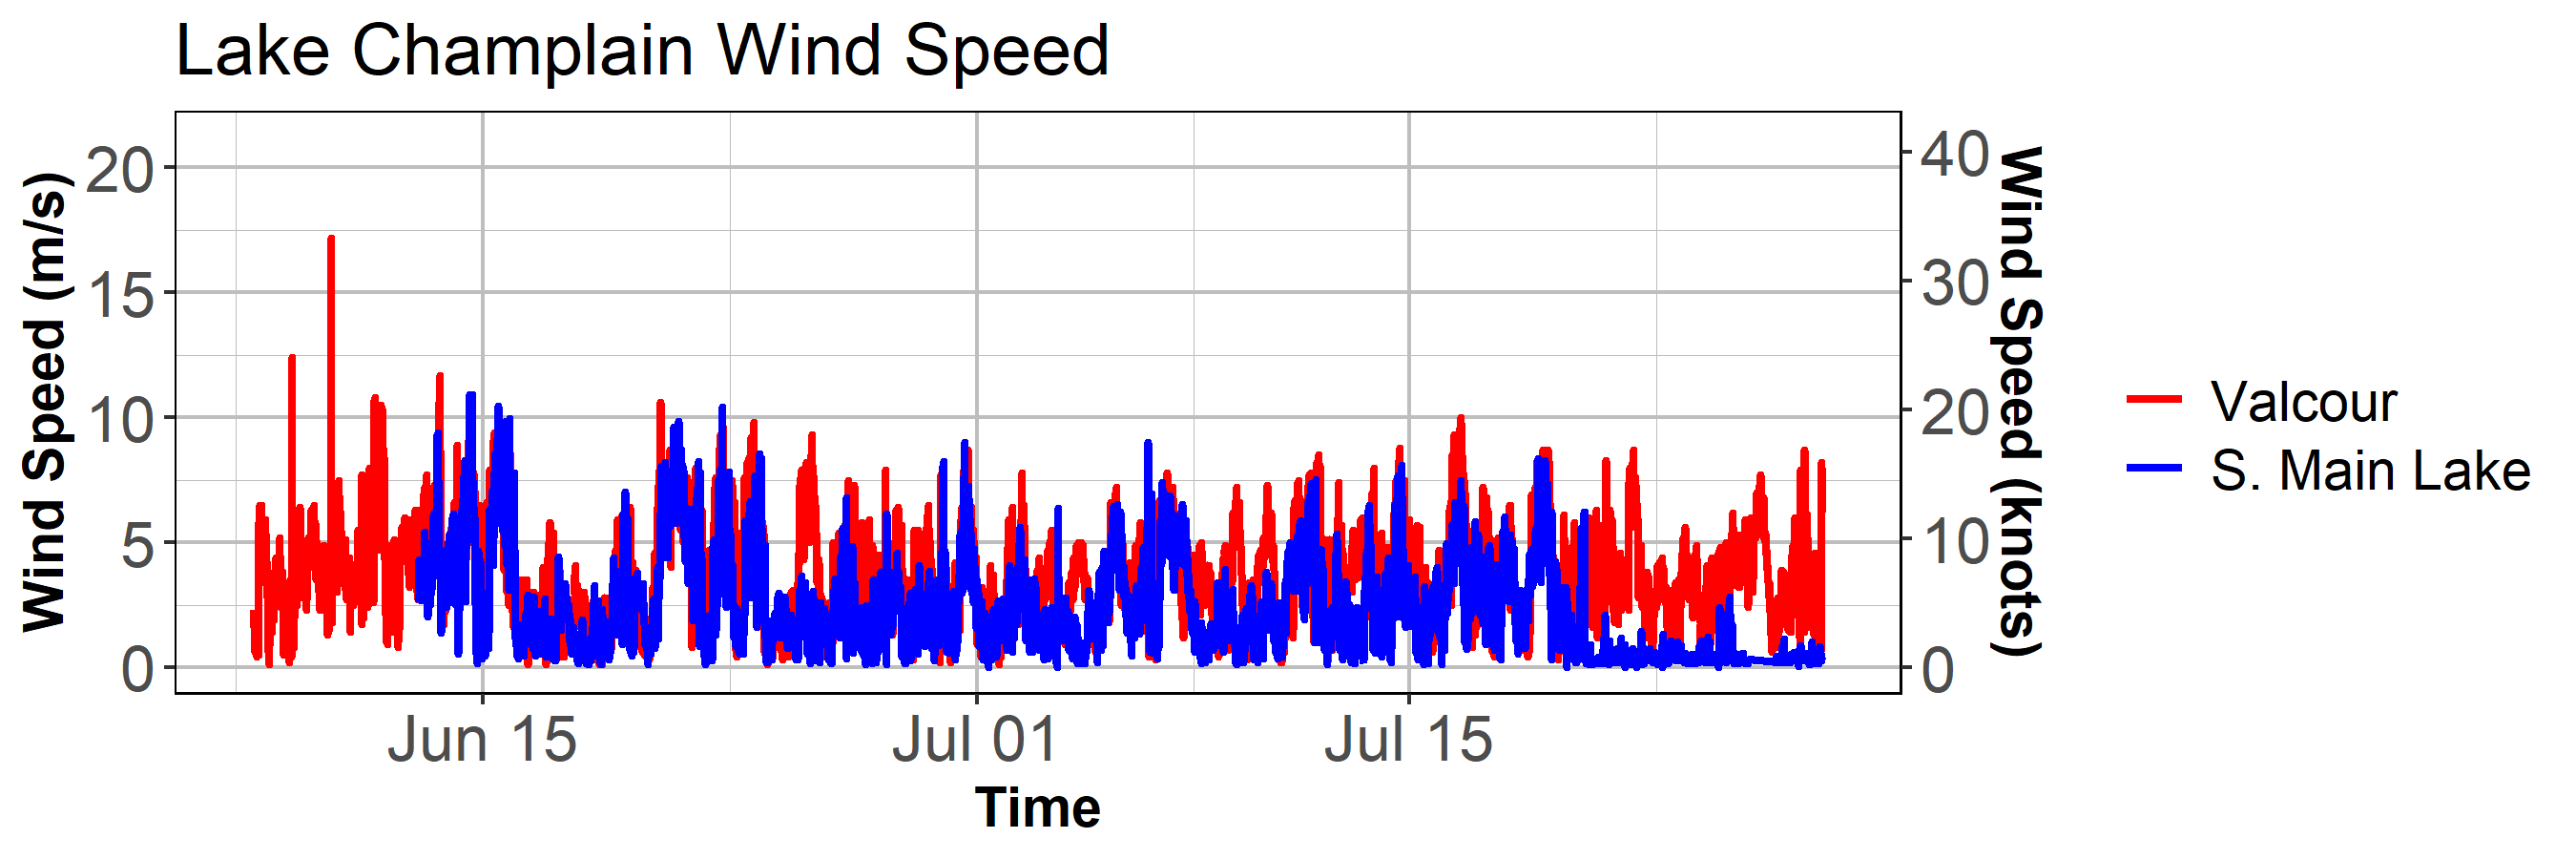 Lake Champlain Wind Speed
Wind Speed (m/s)
20
15
10
5
0
40
30
20
10
0
Wind Speed (knots)
Jun 15
Jul 01
Jul 15
Time
Valcour
S. Main Lake